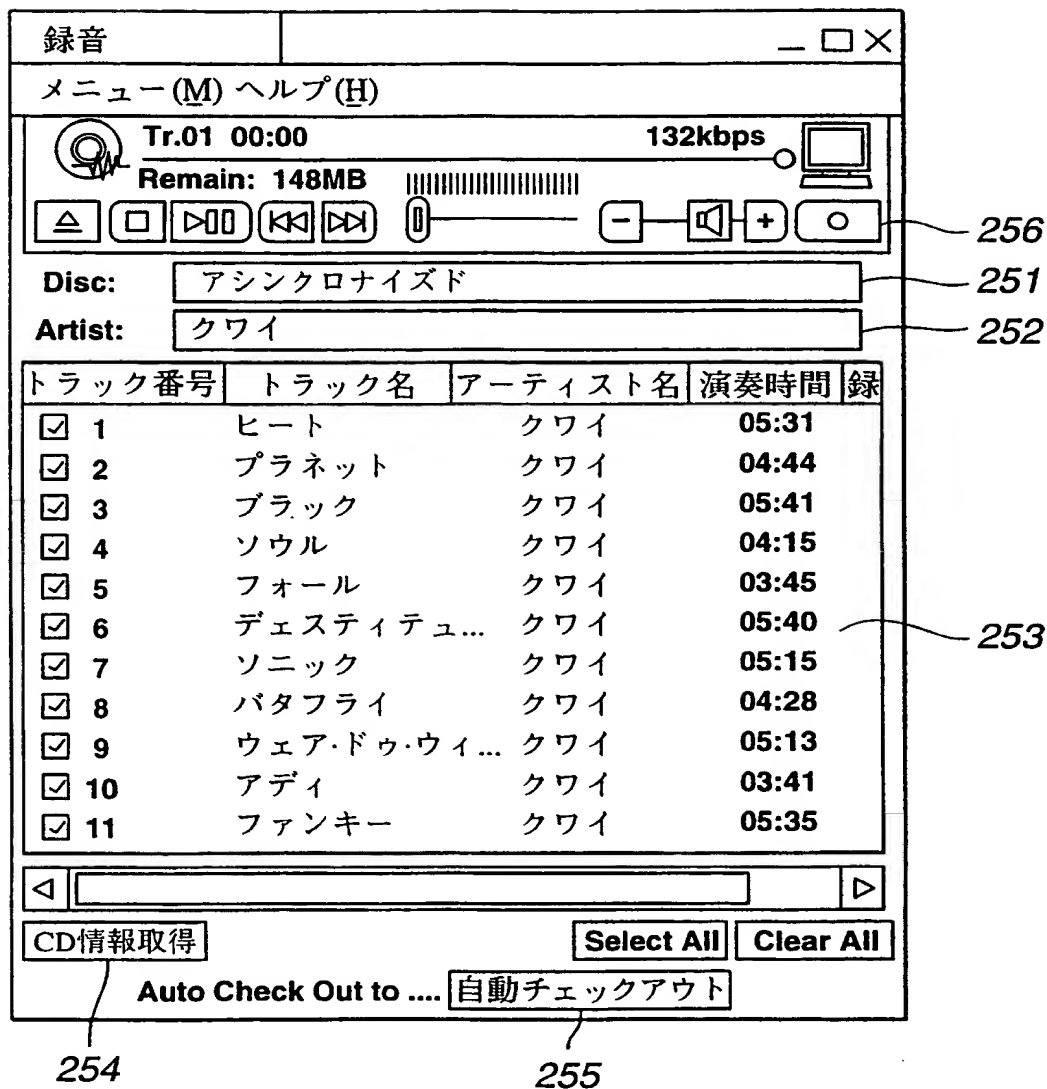 録音
メニュー(M) ヘルプ(H)
Tr.01 00:00 132kbps
Remain: 148MB
256
Disc: アシンクロナイズド 251
Artist: クワイ 252
トラック番号 トラック名 アーティスト名 演奏時間 録
1 ヒート クワイ 05:31
2 プラネット クワイ 04:44
3 ブラック クワイ 05:41
4 ソウル クワイ 04:15
5 フォール クワイ 03:45
6 デェスティテュ... クワイ 05:40 253
7 ソニック クワイ 05:15
8 バタフライ クワイ 04:28
9 ウェア·ドゥ·ウィ... クワイ 05:13
10 アディ クワイ 03:41
11 ファンキー クワイ 05:35
CD情報取得 Select All Clear All
Auto Check Out to .... 自動チェックアウト
254 255